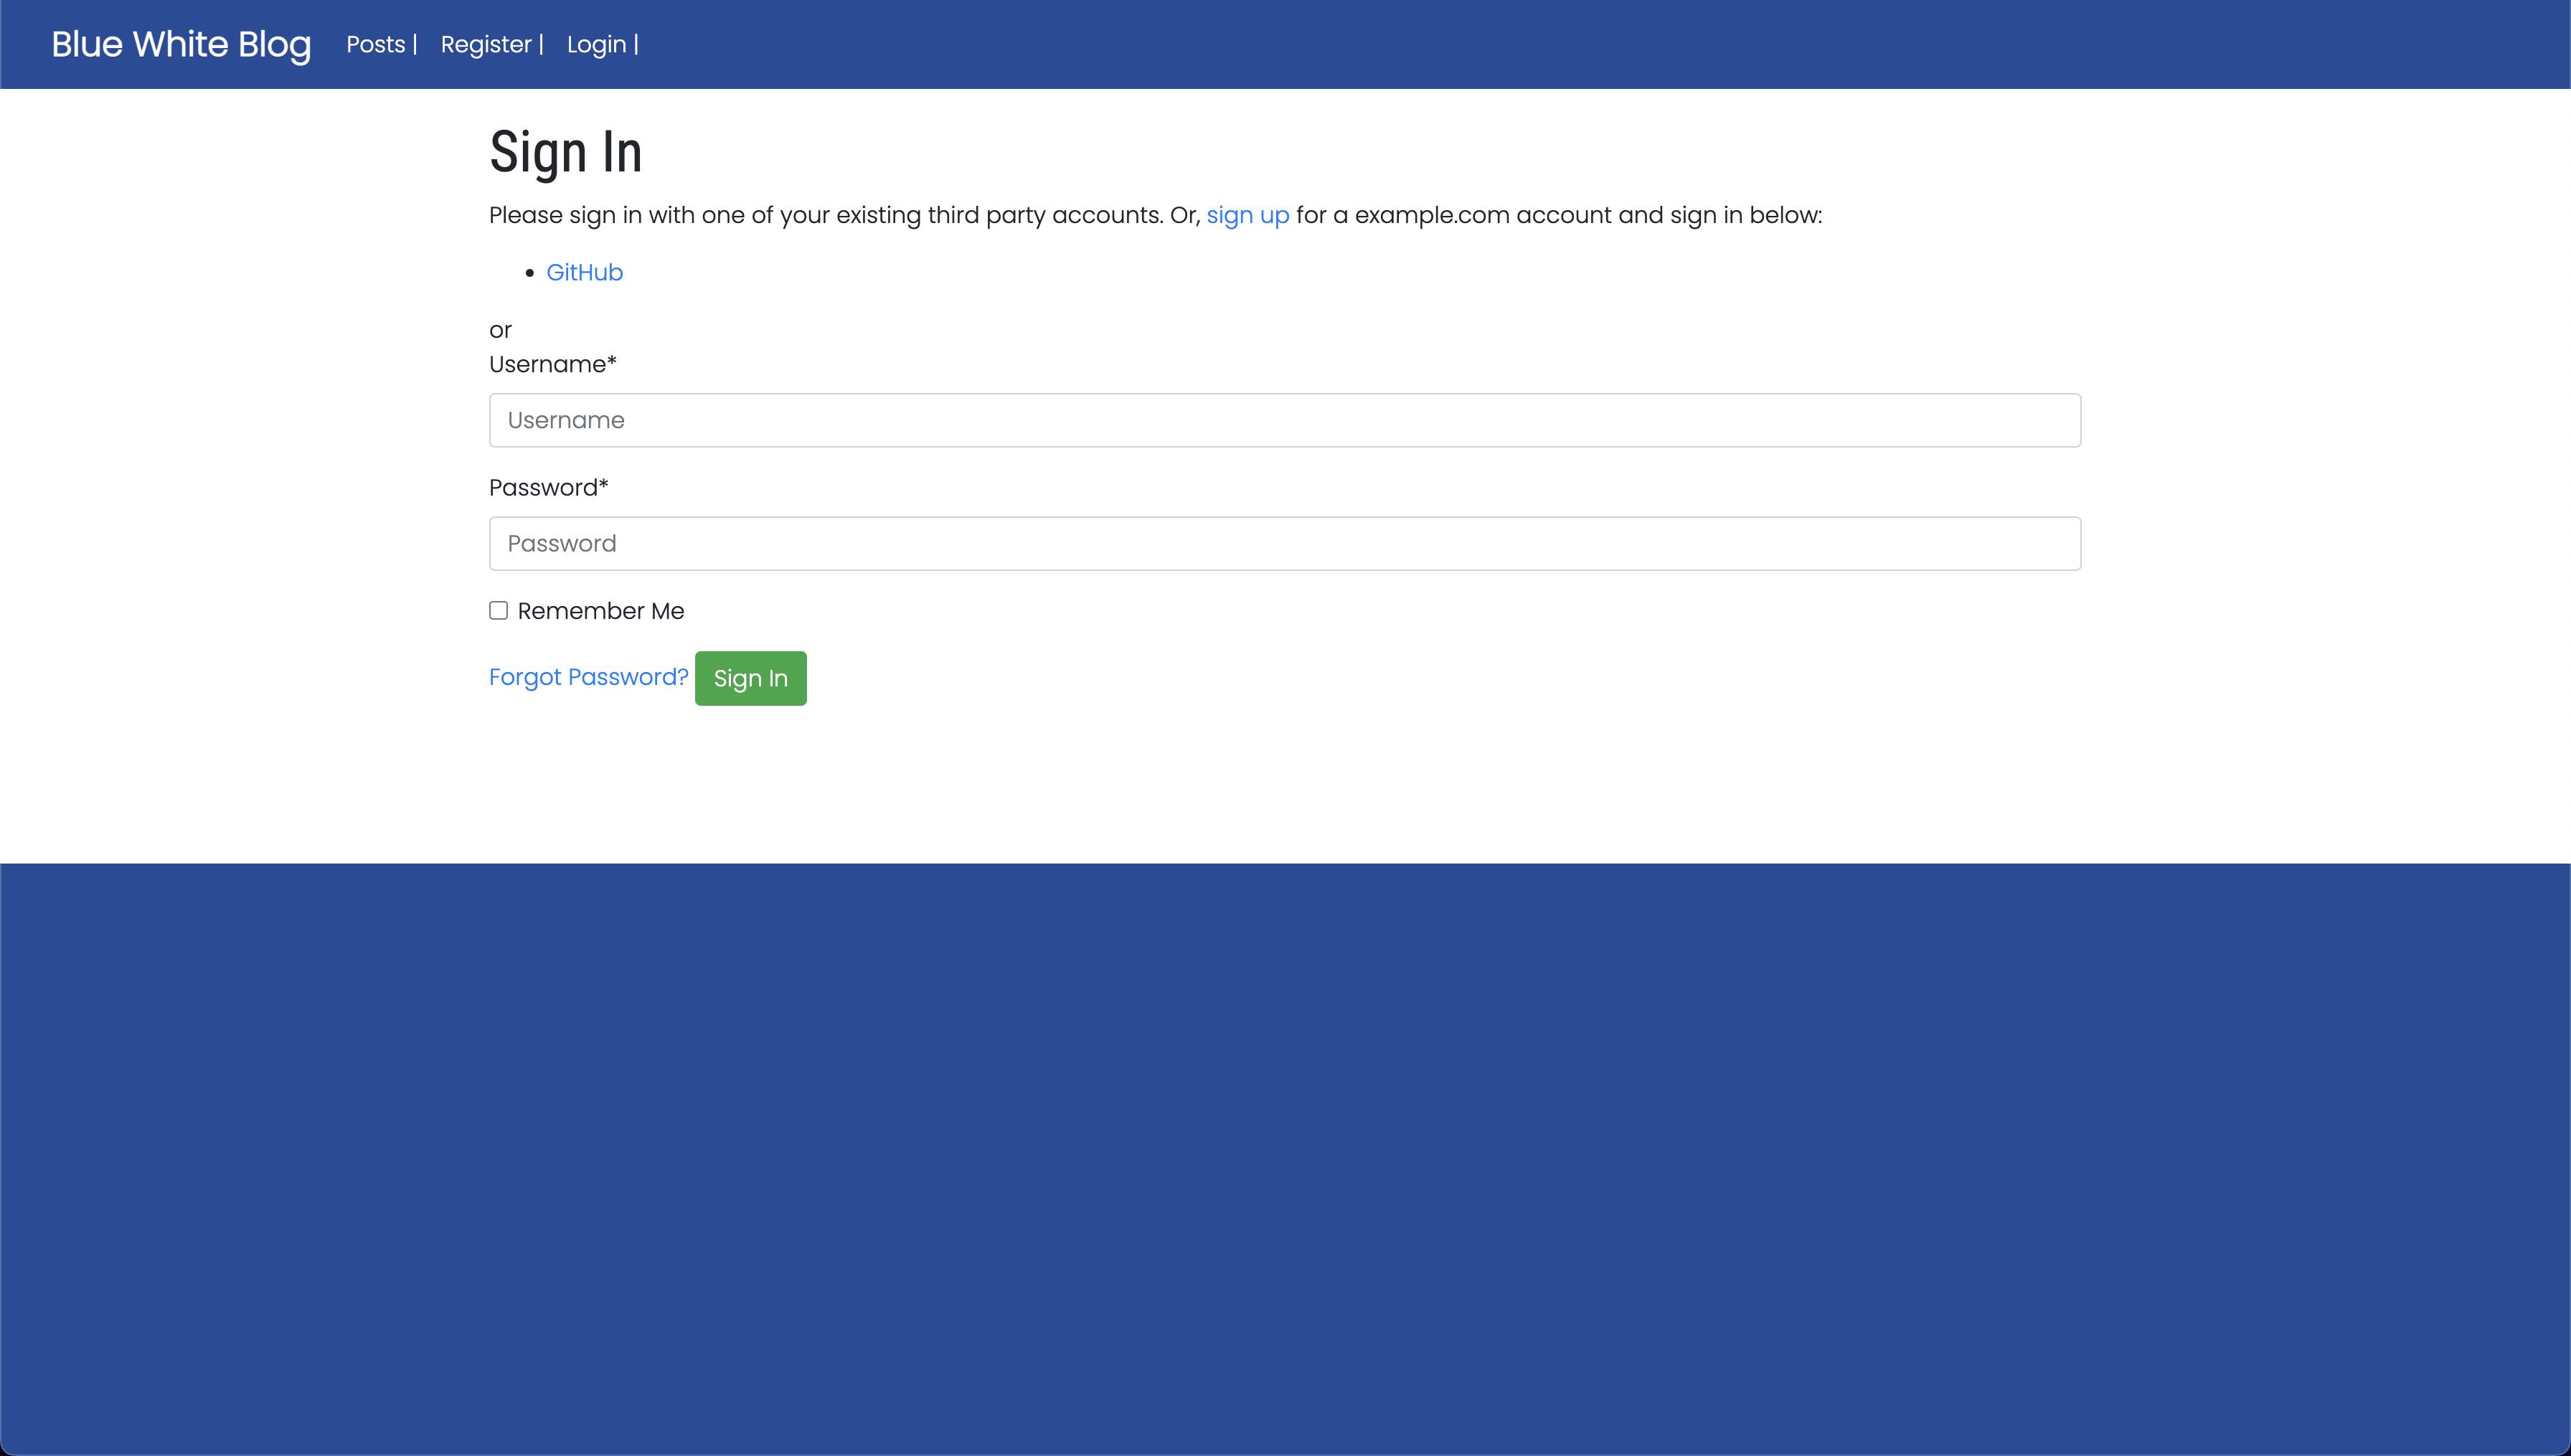 Blue White Blog Posts | Register | Login |
Sign In
Please sign in with one of your existing third party accounts. Or, sign up for a example.com account and sign in below:
• GitHub
or
Username*
Username
Password*
Password
Remember Me
Forgot Password? Sign In